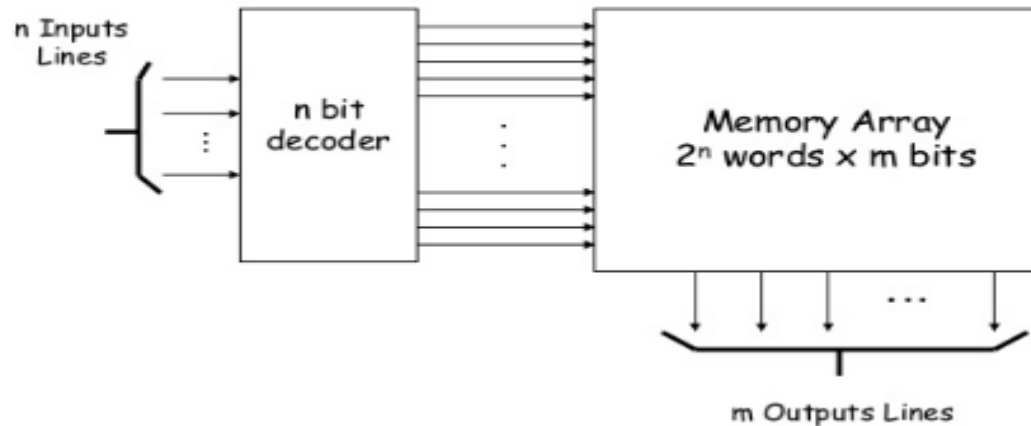 n Inputs
Lines
n bit
decoder
Memory Array
2ⁿ words x m bits
m Outputs Lines